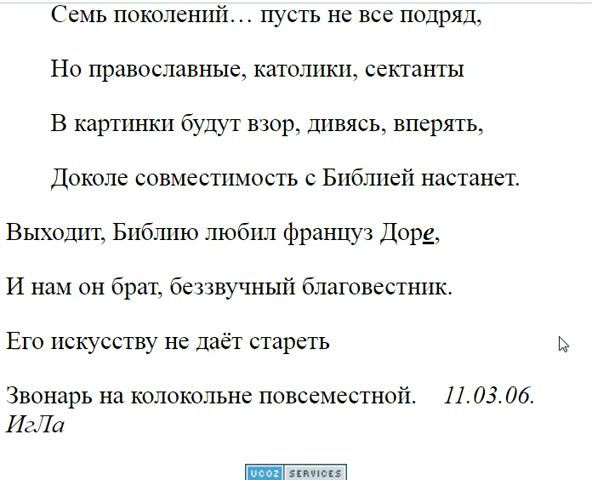 Семь поколений… пусть не все подряд,
Но православные, католики, сектанты
В картинки будут взор, дивясь, вперять,
Доколе совместимость с Библией настанет.
Выходит, Библию любил француз Доре,
И нам он брат, беззвучный благовестник.
Его искусству не даёт стареть
Звонарь на колокольне повсеместной. 11.03.06.
ИгЛа
UCOZ SERVICES